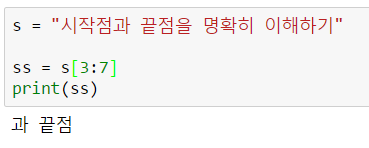 s = "시작점과 끝점을 명확히 이해하기"
ss = s[3:7]
print(ss)
과 끝점